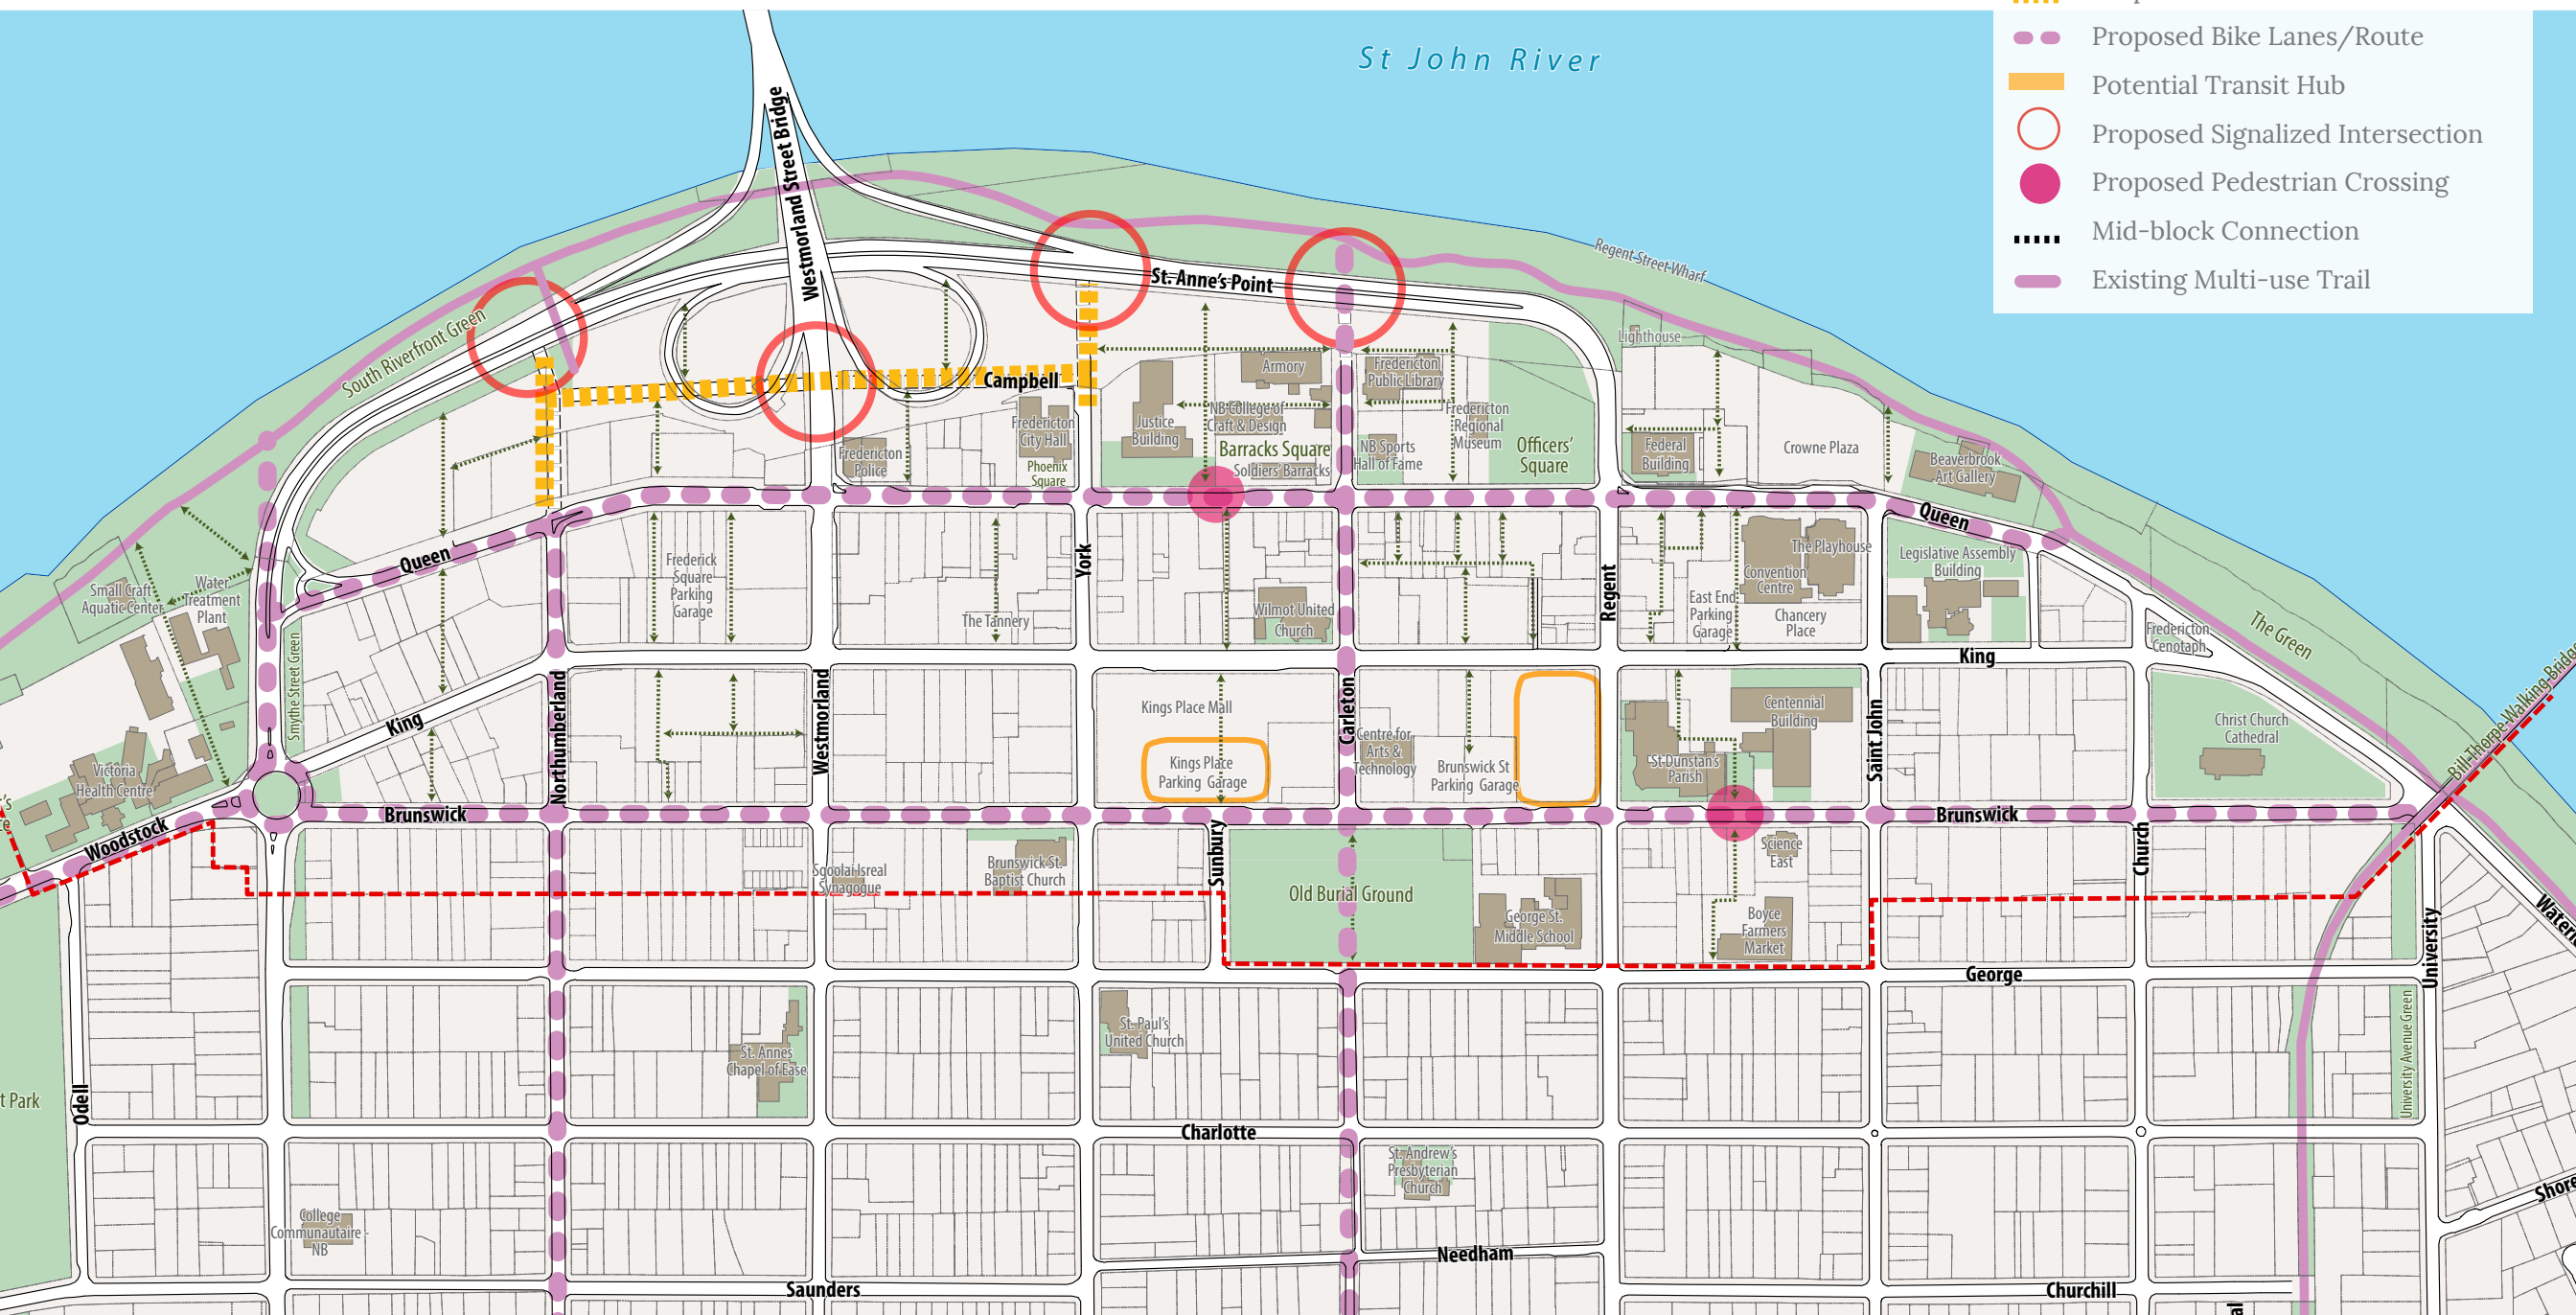 St John River
Proposed Bike Lanes/Route
Potential Transit Hub
Proposed Signalized Intersection
Proposed Pedestrian Crossing
Mid-block Connection
Existing Multi-use Trail
Westmorland Street Bridge
Westmorland
St. Anne's Point
Regent Street Wharf
South Riverfront Green
Lighthouse
Campbell
Armory
Fredericton
Public Library
Justice
Building
NB College of
Craft & Design
Barracks Square
Soldiers' Barracks
Fredericton
City Hall
Phoenix
Square
Fredericton
Police
NB Sports
Hall of Fame
Fredericton
Regional
Museum
Officers'
Square
Federal
Building
Crowne Plaza
Beaverbrook
Art Gallery
Queen
Queen
Small Craft
Aquatic Center
Water
Treatment
Plant
Smythe Street Green
Frederick
Square
Parking
Garage
The Tannery
York
Wilmot United
Church
Regent
East End
Parking
Garage
Convention
Centre
The Playhouse
Chancery
Place
Legislative Assembly
Building
Fredericton
Cenotaph
The Green
King
King
Northumberland
Westmorland
Kings Place Mall
Kings Place
Parking Garage
Carleton
Centre for
Arts &
Technology
Brunswick St
Parking Garage
St-Dunstan's
Parish
Centennial
Building
Saint John
Christ Church
Cathedral
Bill-Thorpe-Walking-Bridge
Victoria
Health Centre
Woodstock
Brunswick
Brunswick
Sgoolai Isreal
Synagogue
Brunswick St.
Baptist Church
Sunbury
Old Burial Ground
George St.
Middle School
Science
East
Boyce
Farmers
Market
Church
University
George
St. Paul's
United Church
St. Annes
Chapel of Ease
University Avenue Green
t Park
Odell
Charlotte
St. Andrew's
Presbyterian
Church
College
Communautaire -
NB
Needham
Saunders
Churchill
Shore